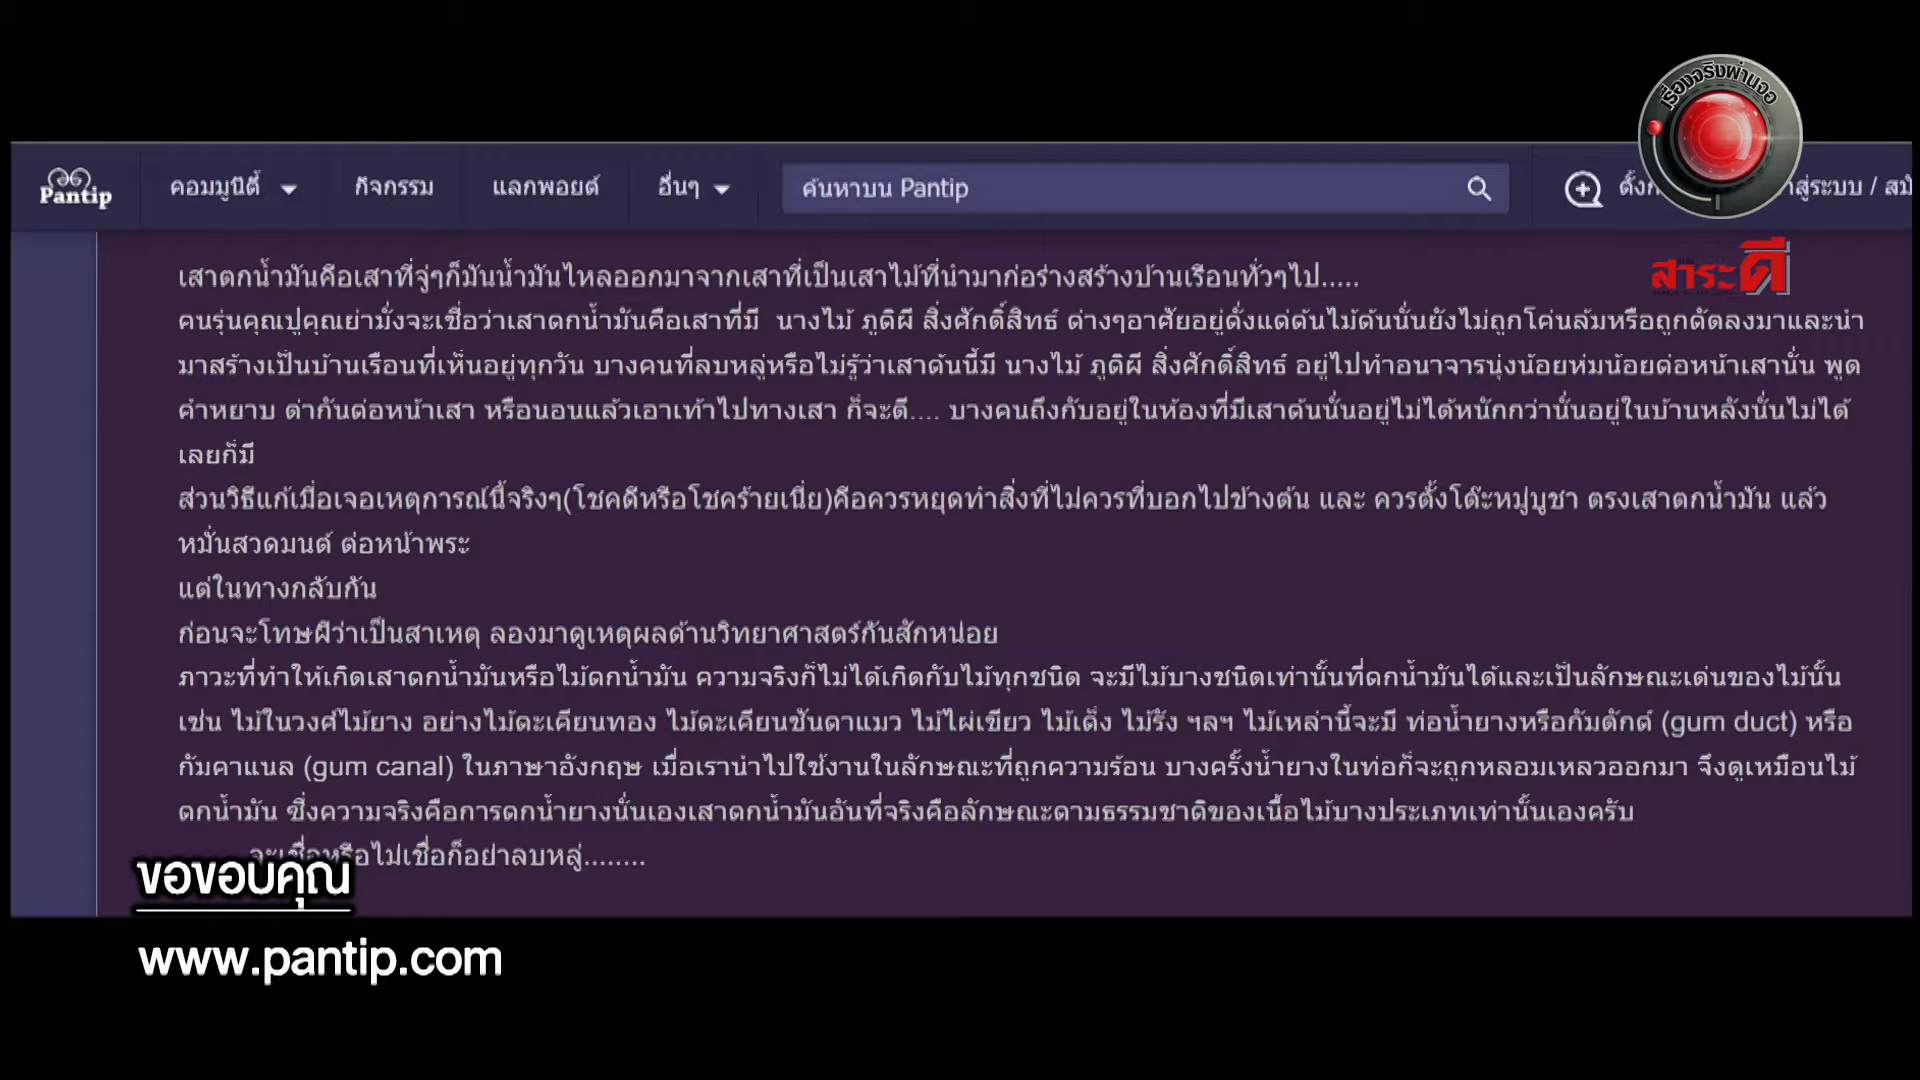 เรื่องจริงผ่านจอ
Pantip
คอมมูนิตี้
กิจกรรม
แลกพอยต์
อื่นๆ
ค้นหาบน Pantip
สู่ระบบ /
สาระดี
เสาตกน้ำมันคือเสาที่จู่ๆก็มันน้ำมันไหลออกมาจากเสาที่เป็นเสาไม้ที่นำมาก่อร่างสร้างบ้านเรือนทั่วๆไป.....
คนรุ่นคุณปู่คุณย่ามั่งจะเชื่อว่าเสาตกน้ำมันคือเสาที่มี นางไม้ ภูติผี สิ่งศักดิ์สิทธ์ ต่างๆอาศัยอยู่ตั่งแต่ต้นไม้ต้นนั่นยังไม่ถูกโค่นล้มหรือถูกตัดลงมาและนำ
มาสร้างเป็นบ้านเรือนที่เห็นอยู่ทุกวัน บางคนที่ลบหลู่หรือไม่รู้ว่าเสาต้นนี้มี นางไม้ ภูติผี สิ่งศักดิ์สิทธ์ อยู่ไปทำอนาจารนุ่งน้อยห่มน้อยต่อหน้าเสานั่น พูด
คำหยาบ ด่ากันต่อหน้าเสา หรือนอนแล้วเอาเท้าไปทางเสา ก็จะดี.... บางคนถึงกับอยู่ในห้องที่มีเสาต้นนั่นอยู่ไม่ได้หนักกว่านั่นอยู่ในบ้านหลังนั่นไม่ได้
เลยก็มี
ส่วนวิธีแก้เมื่อเจอเหตุการณ์นี้จริงๆ(โชคดีหรือโชคร้ายเนี่ย)คือควรหยุดทำสิ่งที่ไม่ควรที่บอกไปข้างต้น และ ควรตั้งโต๊ะหมู่บูชา ตรงเสาตกน้ำมัน แล้ว
หมั่นสวดมนต์ ต่อหน้าพระ
แต่ในทางกลับกัน
ก่อนจะโทษผีว่าเป็นสาเหตุ ลองมาดูเหตุผลด้านวิทยาศาสตร์กันสักหน่อย
ภาวะที่ทำให้เกิดเสาตกน้ำมันหรือไม้ตกน้ำมัน ความจริงก็ไม่ได้เกิดกับไม้ทุกชนิด จะมีไม้บางชนิดเท่านั้นที่ตกน้ำมันได้และเป็นลักษณะเด่นของไม้นั้น
เช่น ไม้ในวงศ์ไม้ยาง อย่างไม้ตะเคียนทอง ไม้ตะเคียนชันตาแมว ไม้ไผ่เขียว ไม้เต็ง ไม้รัง ฯลฯ ไม้เหล่านี้จะมี ท่อน้ำยางหรือกัมดักต์ (gum duct) หรือ
กัมคาแนล (gum canal) ในภาษาอังกฤษ เมื่อเรานำไปใช้งานในลักษณะที่ถูกความร้อน บางครั้งน้ำยางในท่อก็จะถูกหลอมเหลวออกมา จึงดูเหมือนไม้
ตกน้ำมัน ซึ่งความจริงคือการตกน้ำยางนั่นเองเสาตกน้ำมันอันที่จริงคือลักษณะตามธรรมชาติของเนื้อไม้บางประเภทเท่านั้นเองครับ
จะเชื่อหรือไม่เชื่อก็อย่าลบหลู่........
ขอขอบคุณ
www.pantip.com